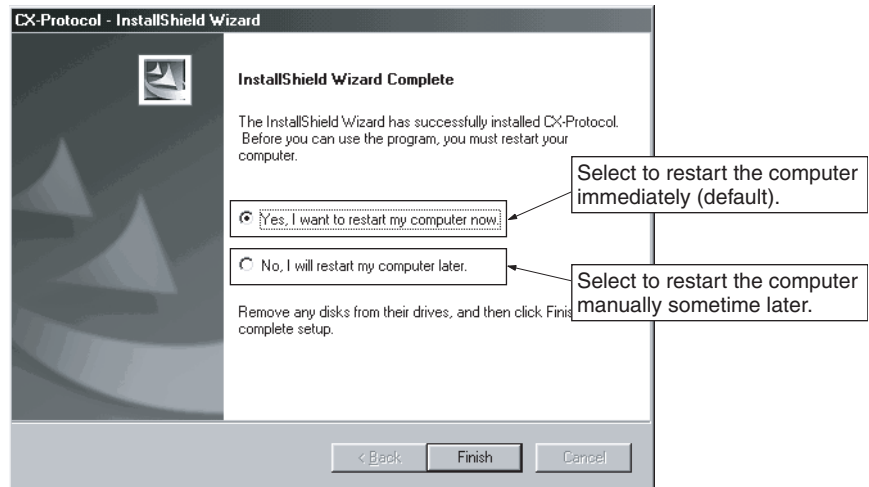 CX-Protocol - InstallShield Wizard
InstallShield Wizard Complete
The InstallShield Wizard has successfully installed CX-Protocol.
Before you can use the program, you must restart your
computer.
Select to restart the computer
immediately (default).
Yes, I want to restart my computer now.
No, I will restart my computer later.
Select to restart the computer
manually sometime later.
Remove any disks from their drives, and then click
complete setup.
< Back
Finish
Cancel